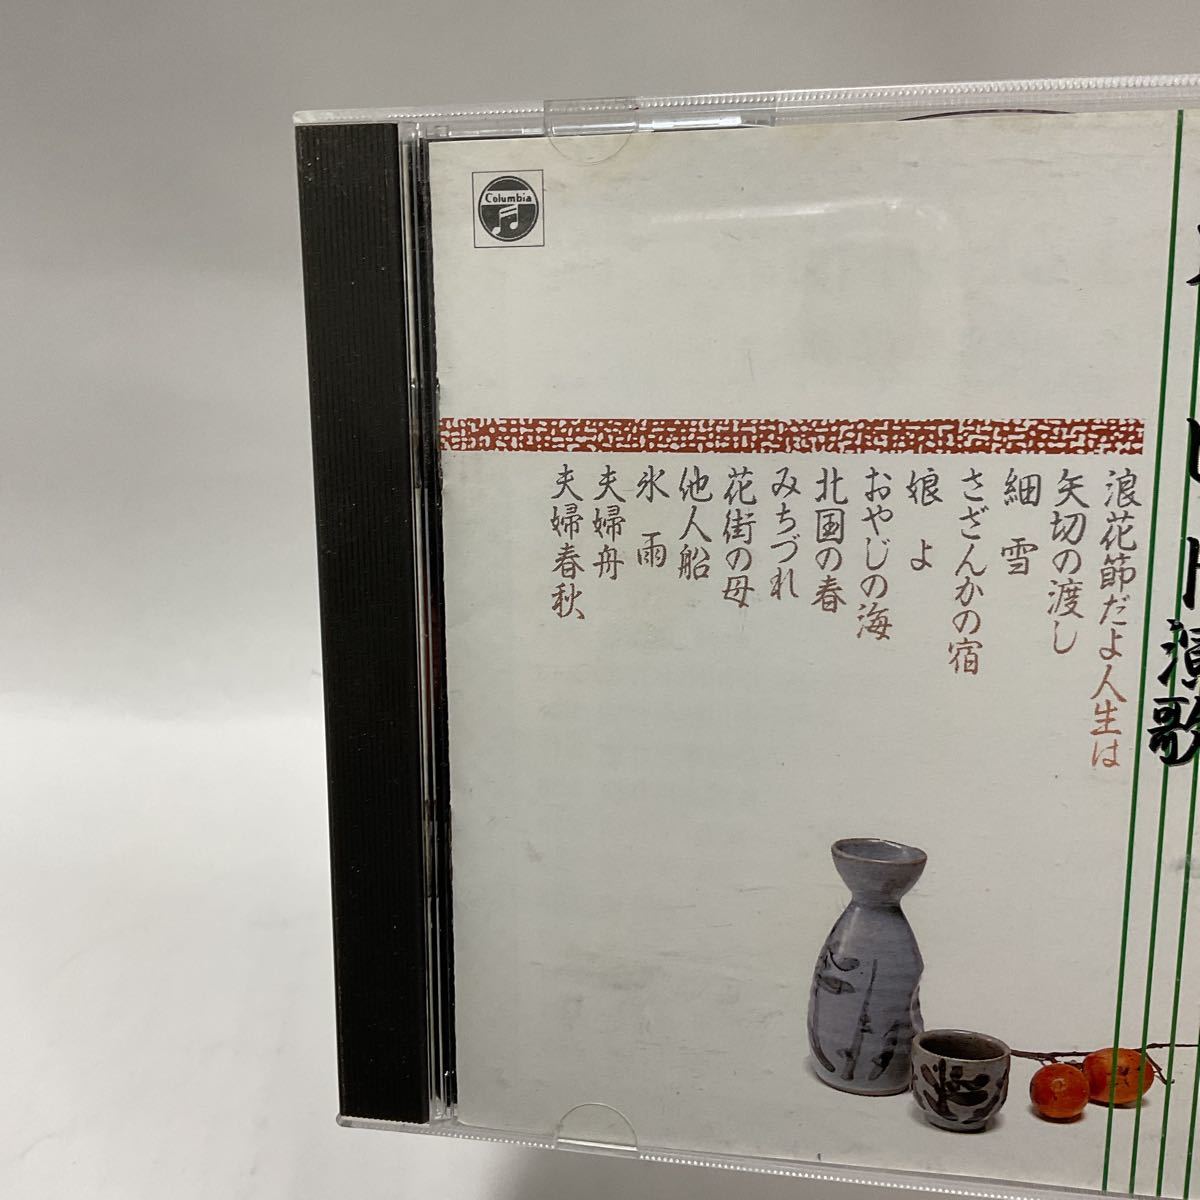 演歌
浪花節だよ人生は
矢切の渡し
細雪
さざんかの宿
娘よ
おやじの海
北国の春
みちづれ
花街の母
他人船
氷雨
夫婦舟
夫婦春秋
Columbia